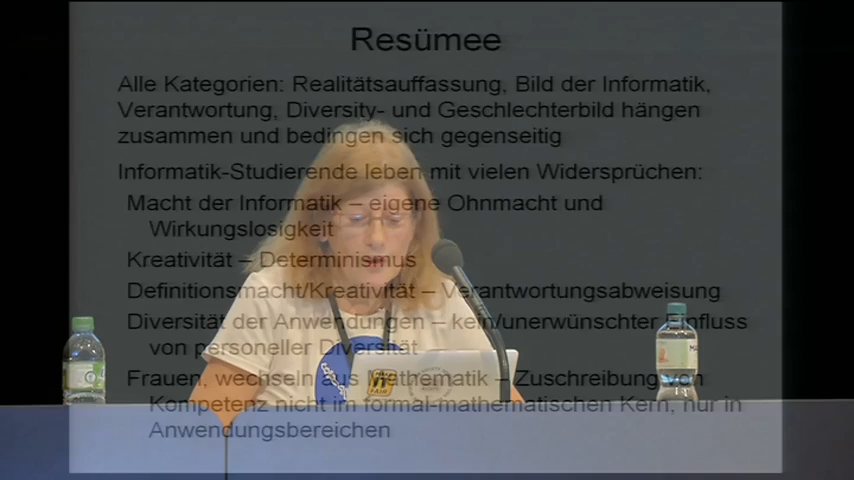 Resümee
Alle Kategorien: Realitätsauffassung, Bild der Informatik,
Verantwortung, Diversity- und Geschlechterbild hängen
zusammen und bedingen sich gegenseitig
Informatik-Studierende leben mit vielen Widersprüchen:
Macht der Informatik – eigene Ohnmacht und
Wirkungslosigkeit
Kreativität – Determinismus
Definitionsmacht/Kreativität – Verantwortungsabweisung
Diversität der Anwendungen – kein/unerwünschter Einfluss
von personeller Diversität
Frauen, wechseln aus Mathematik – Zuschreibung von
Kompetenz nicht im formal-mathematischen Kern, nur in
Anwendungsbereichen